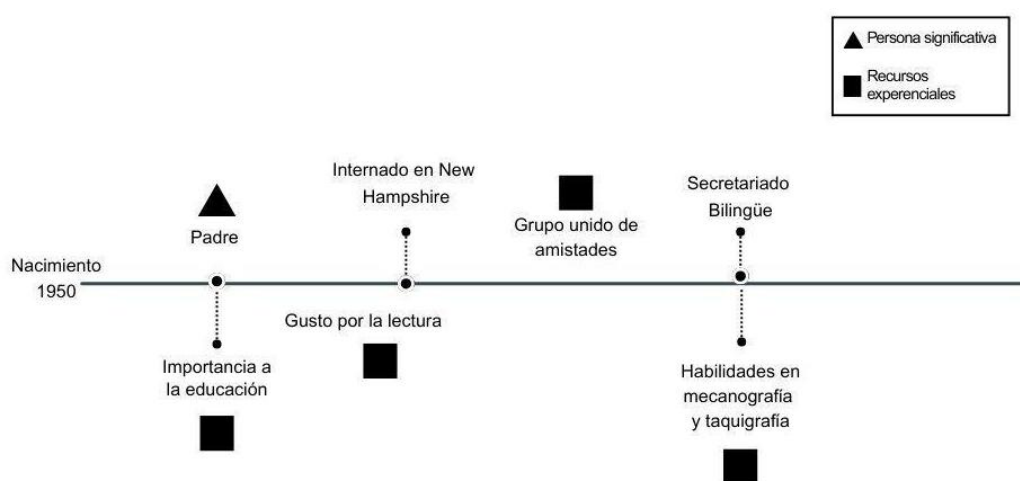 Persona significativa
Recursos
experenciales
Internado en New
Hampshire
Secretariado
Bilingüe
Padre
Grupo unido de
amistades
Nacimiento
1950
Gusto por la lectura
Importancia a
la educación
Habilidades en
mecanografía
y taquigrafía